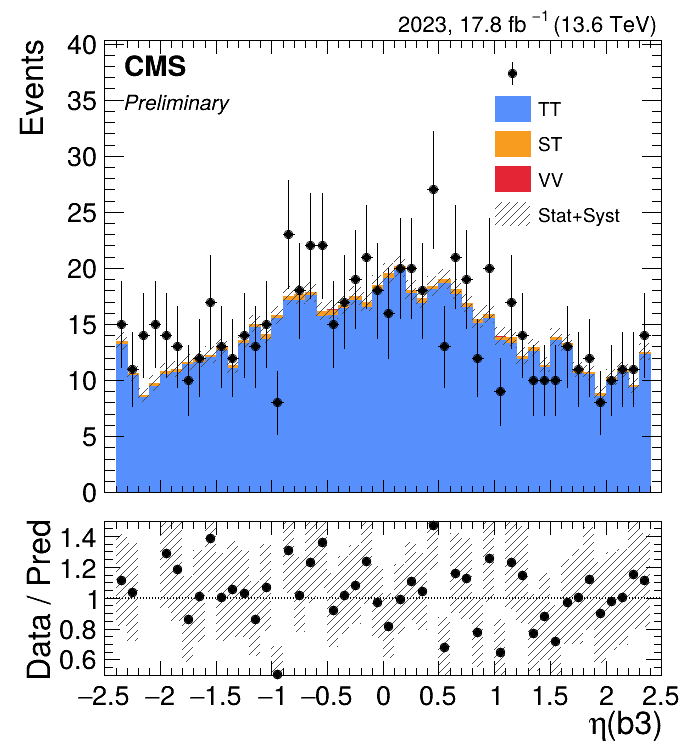 2023, 17.8 fb⁻¹ (13.6 TeV)
CMS
Preliminary
TT
ST
VV
Stat+Syst
Events
40
35
30
25
20
15
10
5
0
Data / Pred
1.4
1.2
1
0.8
0.6
−2.5 −2 −1.5 −1 −0.5 0 0.5 1 1.5 2 2.5
η(b3)